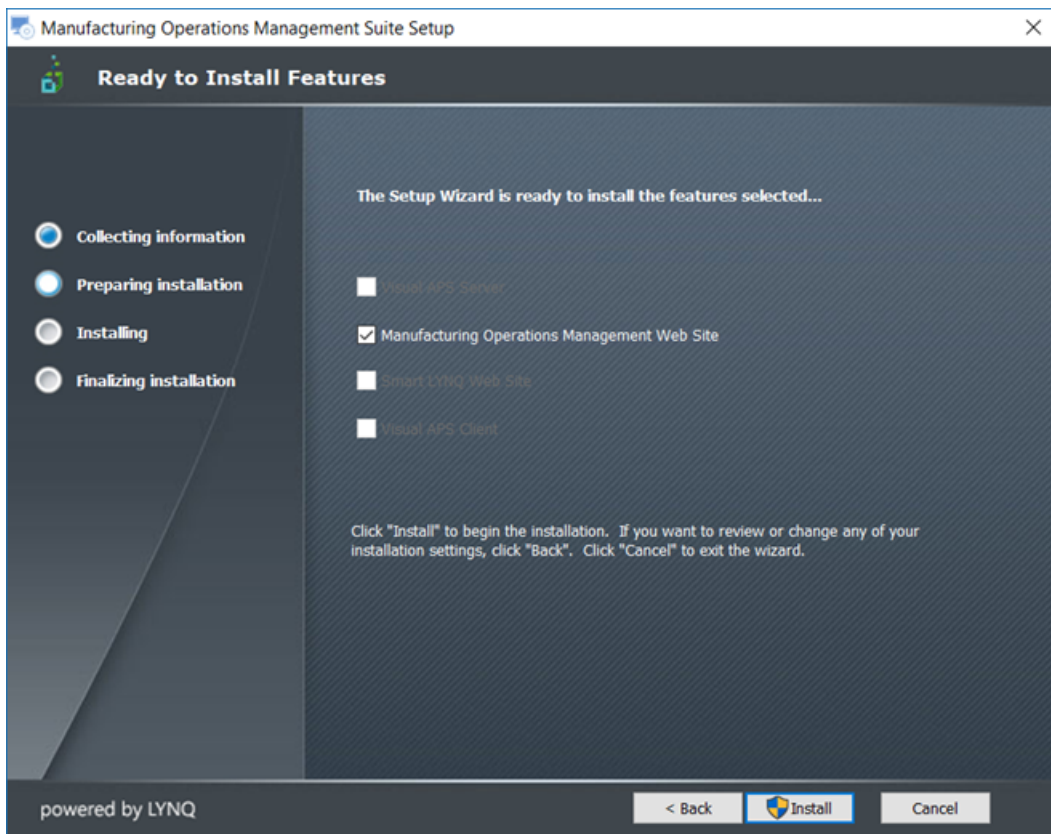 Manufacturing Operations Management Suite Setup
Ready to Install Features
The Setup Wizard is ready to install the features selected...
Collecting information
Preparing installation
Installing
Finalizing installation
Visual APS Server
Manufacturing Operations Management Web Site
Smart LYNQ Web Site
Visual APS Client
Click "Install" to begin the installation. If you want to review or change any of your
installation settings, click "Back". Click "Cancel" to exit the wizard.
powered by LYNQ
< Back
Install
Cancel